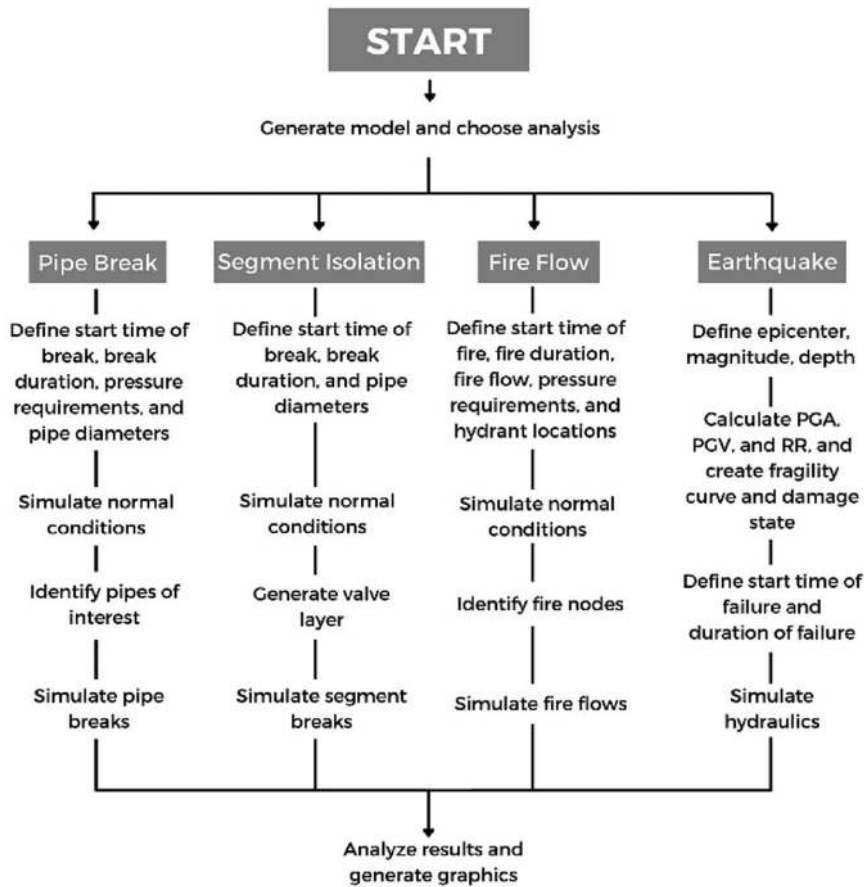 START
Generate model and choose analysis
Pipe Break
Define start time of
break, break
duration, pressure
requirements, and
pipe diameters
Simulate normal
conditions
Identify pipes of
interest
Simulate pipe
breaks
Segment Isolation
Define start time of
break, break
duration, and pipe
diameters
Simulate normal
conditions
Generate valve
layer
Simulate segment
breaks
Fire Flow
Define start time of
fire, fire duration,
fire flow, pressure
requirements, and
hydrant locations
Simulate normal
conditions
Identify fire nodes
Simulate fire flows
Earthquake
Define epicenter,
magnitude, depth
Calculate PGA,
PGV, and RR, and
create fragility
curve and damage
state
Define start time of
failure and
duration of failure
Simulate
hydraulics
Analyze results and
generate graphics